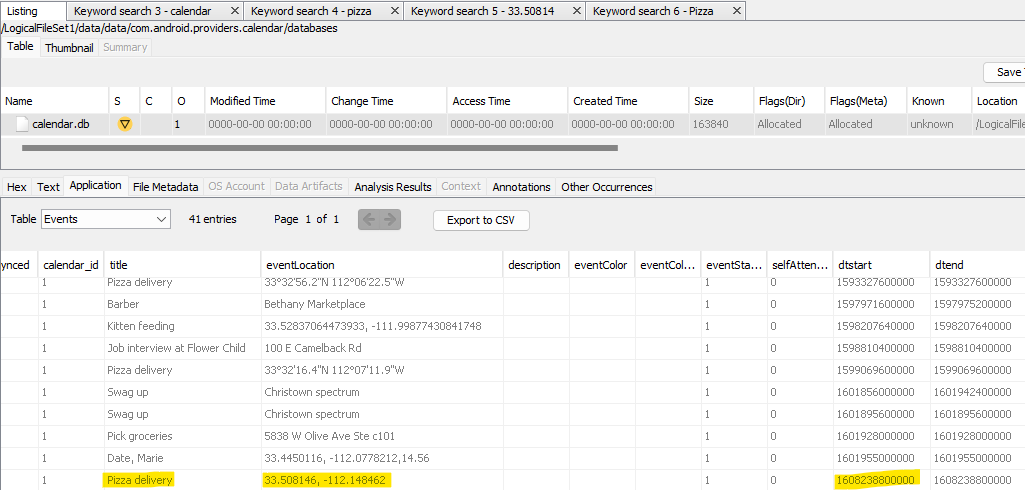 Listing Keyword search 3 - calendar × Keyword search 4 - pizza × Keyword search 5 - 33.50814 × Keyword search 6 - Pizza ×
/LogicalFileSet1/data/data/com.android.providers.calendar/databases
Table Thumbnail Summary
Save
Name S C O Modified Time Change Time Access Time Created Time Size Flags(Dir) Flags(Meta) Known Location
calendar.db 1 0000-00-00 00:00:00 0000-00-00 00:00:00 0000-00-00 00:00:00 0000-00-00 00:00:00 163840 Allocated Allocated unknown /LogicalFile
Hex Text Application File Metadata OS Account Data Artifacts Analysis Results Context Annotations Other Occurrences
Table Events 41 entries Page 1 of 1 Export to CSV
ynced calendar_id title eventLocation description eventColor eventCol... eventSta... selfAtten... dtstart dtend
1 Pizza delivery 33°32'56.2"N 112°06'22.5"W 1 0 1593327600000 1593327600000
1 Barber Bethany Marketplace 1 0 1597971600000 1597975200000
1 Kitten feeding 33.52837064473933, -111.99877430841748 1 0 1598207640000 1598207640000
1 Job interview at Flower Child 100 E Camelback Rd 1 0 1598810400000 1598810400000
1 Pizza delivery 33°32'16.4"N 112°07'11.9"W 1 0 1599069600000 1599069600000
1 Swag up Christown spectrum 1 0 1601856000000 1601942400000
1 Swag up Christown spectrum 1 0 1601895600000 1601895600000
1 Pick groceries 5838 W Olive Ave Ste c101 1 0 1601928000000 1601928000000
1 Date, Marie 33.4450116, -112.0778212,14.56 1 0 1601955000000 1601955000000
1 Pizza delivery 33.508146, -112.148462 1 0 1608238800000 1608238800000